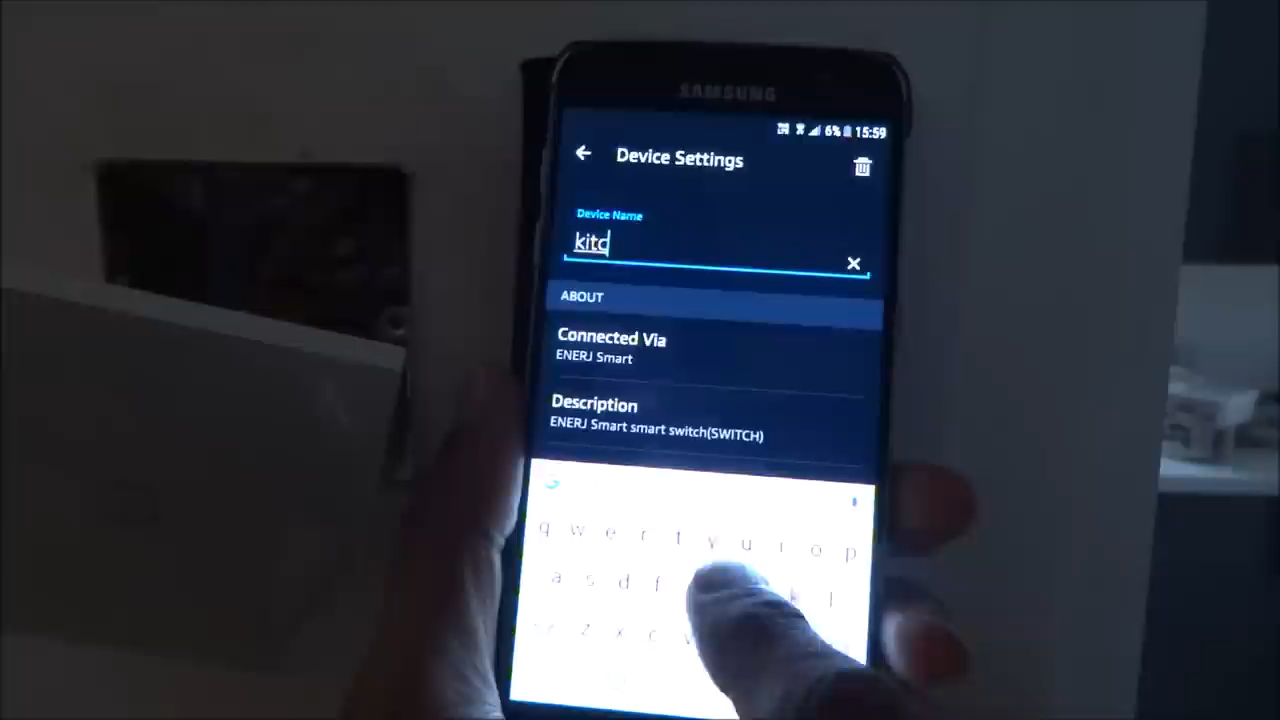 SAMSUNG
6% 15:59
Device Settings
Device Name
kitc
ABOUT
Connected Via
ENERJ Smart
Description
ENERJ Smart smart switch(SWITCH)
G
q w e r t y u i o p
a s d f k l
z x c v